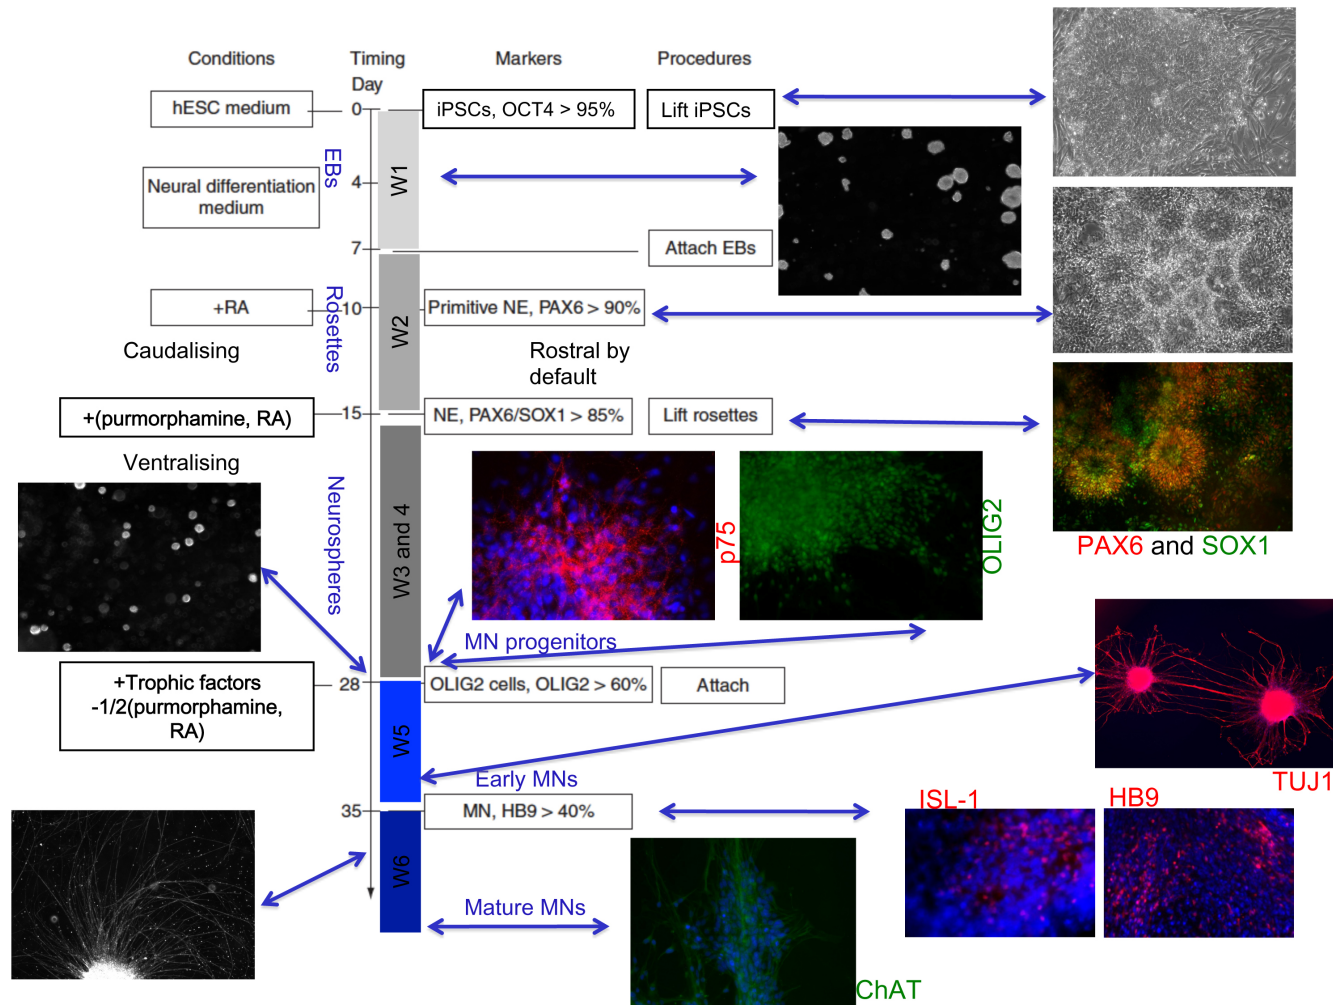 Conditions
Timing
Markers
Procedures
Day
hESC medium
0
iPSCs, OCT4 > 95%
Lift iPSCs
EBs
W1
Neural differentiation
medium
4
7
Attach EBs
Rosettes
W2
+RA
10
Primitive NE, PAX6 > 90%
Caudalising
Rostral by
default
+(purmorphamine, RA)
15
NE, PAX6/SOX1 > 85%
Lift rosettes
Ventralising
PAX6 and SOX1
Neurospheres
W3 and 4
p75
OLIG2
MN progenitors
+Trophic factors
-1/2(purmorphamine,
RA)
28
OLIG2 cells, OLIG2 > 60%
Attach
W5
Early MNs
TUJ1
35
MN, HB9 > 40%
ISL-1
HB9
W6
Mature MNs
ChAT